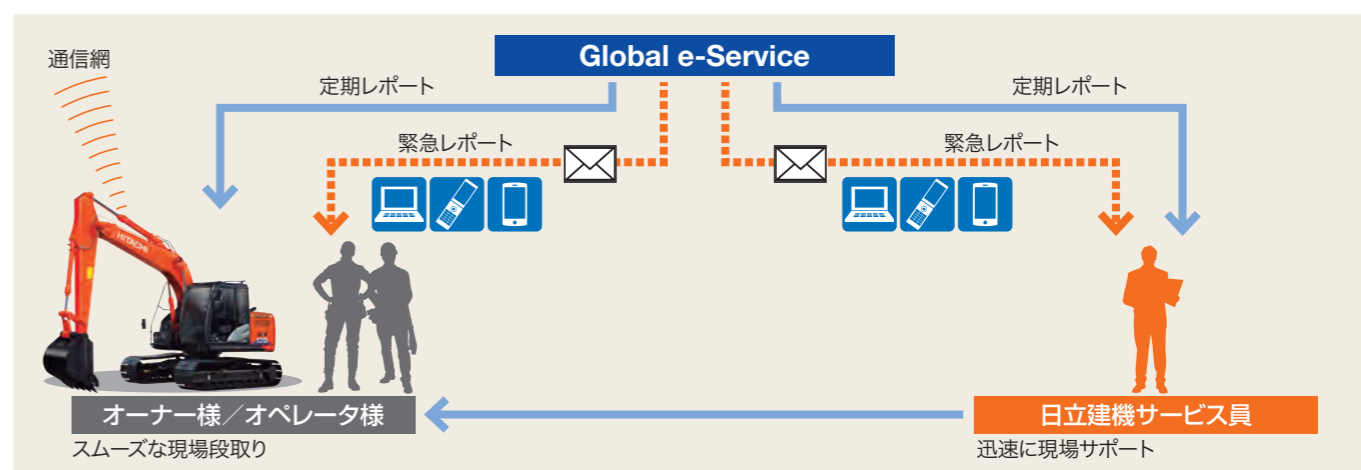 Global e-Service
通信網
定期レポート
定期レポート
緊急レポート
緊急レポート
HITACHI
オーナー様／オペレータ様
日立建機サービス員
スムーズな現場段取り
迅速に現場サポート